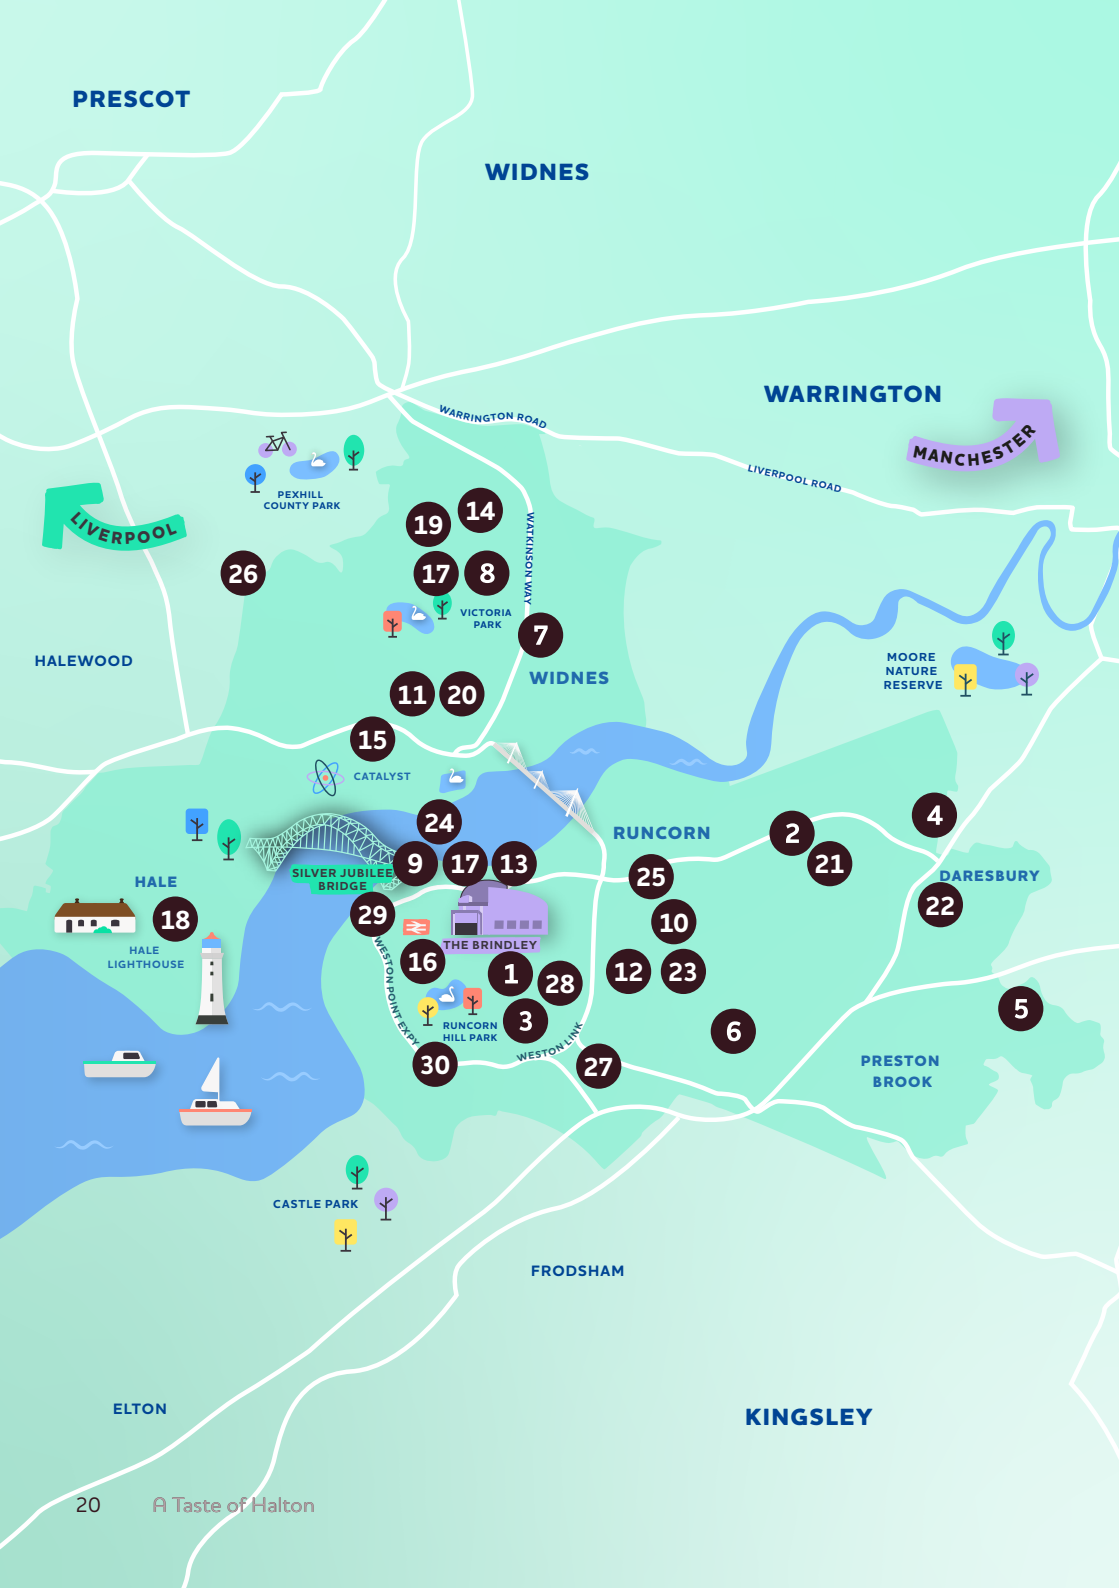 PRESCOT
WIDNES
WARRINGTON
MANCHESTER
WARRINGTON ROAD
LIVERPOOL ROAD
PEXHILL
COUNTY PARK
LIVERPOOL
14
19
WATKINSON WAY
26
17
8
VICTORIA
PARK
7
HALEWOOD
MOORE
NATURE
RESERVE
WIDNES
11
20
15
CATALYST
24
RUNCORN
2
4
9
17
13
21
SILVER JUBILEE
BRIDGE
25
DARESBURY
HALE
22
18
29
10
THE BRINDLEY
HALE
LIGHTHOUSE
WESTON POINT EXPY
16
1
28
12
23
5
3
RUNCORN
HILL PARK
6
WESTON LINK
30
27
PRESTON
BROOK
CASTLE PARK
FRODSHAM
ELTON
KINGSLEY
20
A Taste of Halton